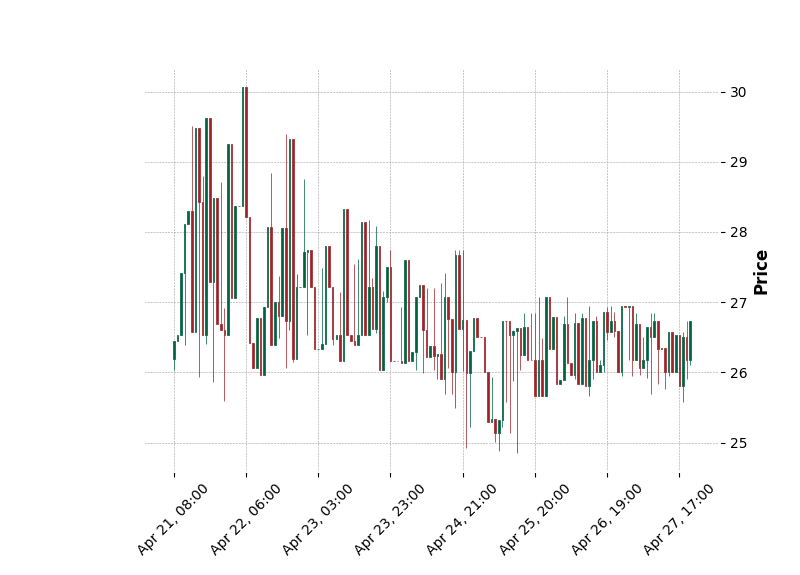 30
29
28
27
26
25
Price
Apr 21, 08:00
Apr 22, 06:00
Apr 23, 03:00
Apr 23, 23:00
Apr 24, 21:00
Apr 25, 20:00
Apr 26, 19:00
Apr 27, 17:00